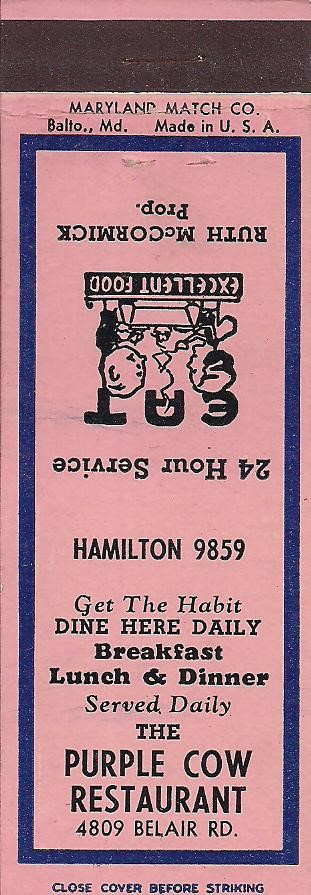 MARYLAND MATCH CO.
Balto., Md. Made in U. S. A.
24 Hour Service
EAT
EXCELLENT FOOD
RUTH McCORMICK
Prop.
HAMILTON 9859
Get The Habit
DINE HERE DAILY
Breakfast
Lunch & Dinner
Served Daily
THE
PURPLE COW
RESTAURANT
4809 BELAIR RD.
CLOSE COVER BEFORE STRIKING